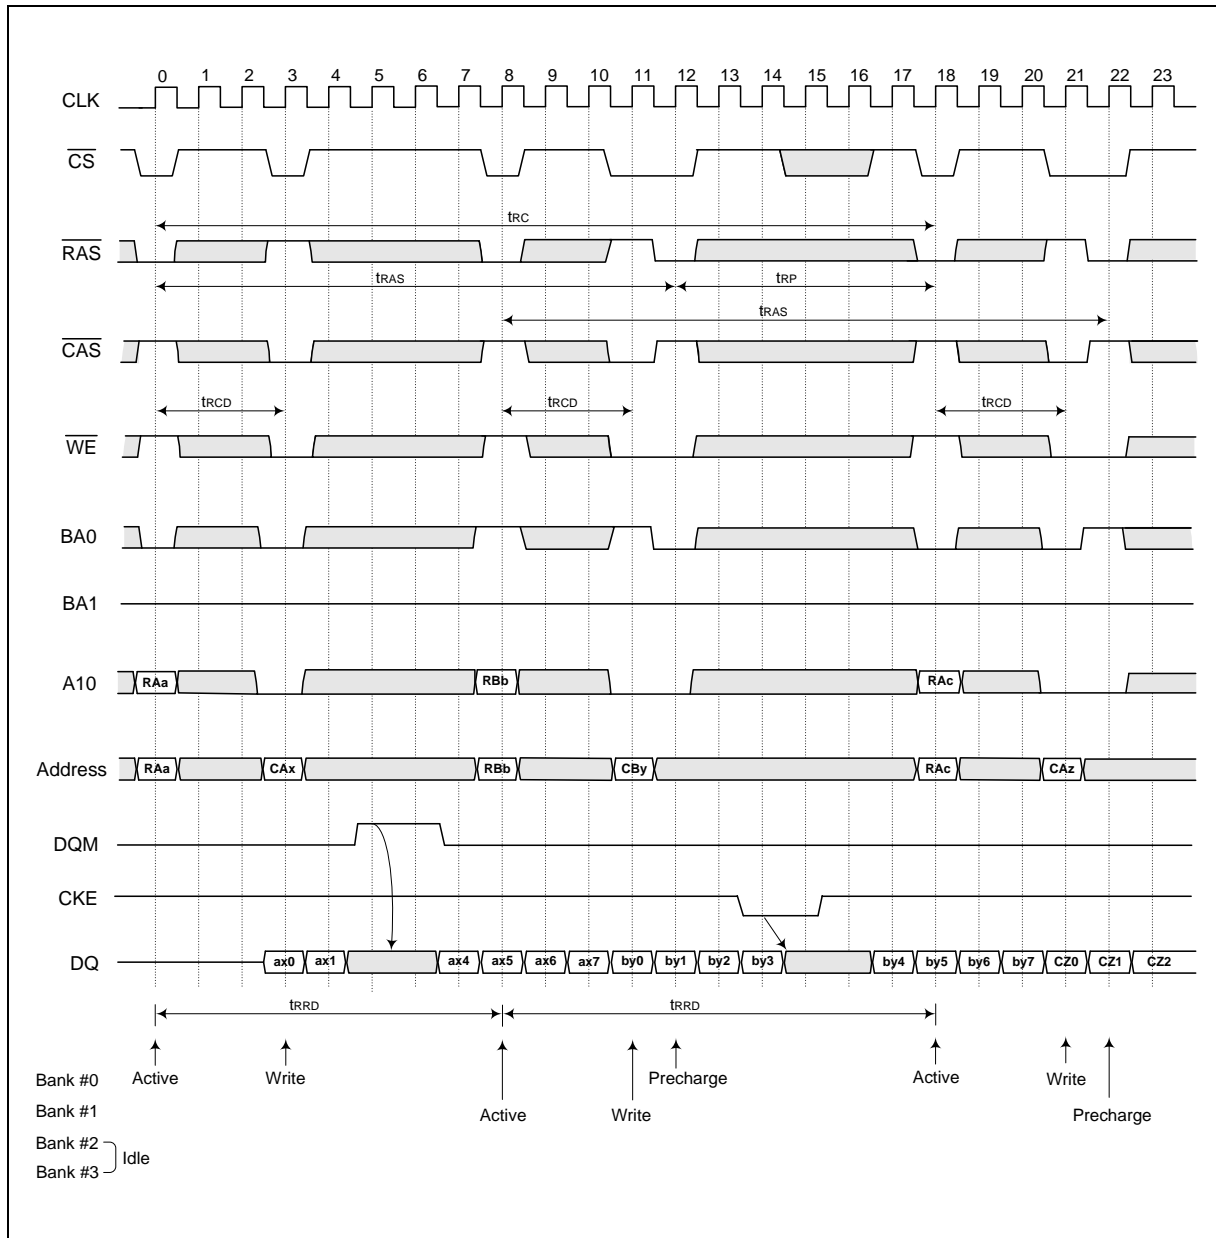 0 1 2 3 4 5 6 7 8 9 10 11 12 13 14 15 16 17 18 19 20 21 22 23
CLK
CS
tRC
RAS
tRAS tRP
tRAS
CAS
tRCD tRCD tRCD
WE
BA0
BA1
A10 RAa RBb RAc
Address RAa CAx RBb CBy RAc CAz
DQM
CKE
DQ ax0 ax1 ax4 ax5 ax6 ax7 by0 by1 by2 by3 by4 by5 by6 by7 CZ0 CZ1 CZ2
tRRD tRRD
Bank #0 Active Write Precharge Active Write
Bank #1 Active Write Precharge
Bank #2
Idle
Bank #3